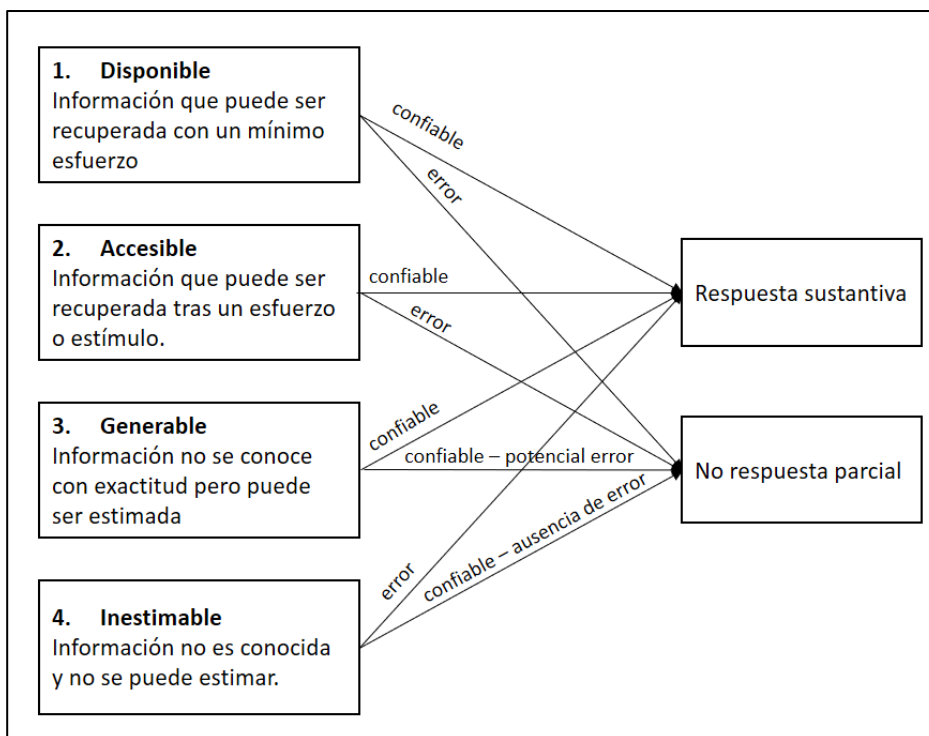 1. Disponible
Información que puede ser
recuperada con un mínimo
esfuerzo
confiable
error
2. Accesible
Información que puede ser
recuperada tras un esfuerzo
o estímulo.
confiable
error
Respuesta sustantiva
3. Generable
Información no se conoce
con exactitud pero puede
ser estimada
confiable
confiable – potencial error
No respuesta parcial
4. Inestimable
Información no es conocida
y no se puede estimar.
error
confiable – ausencia de error